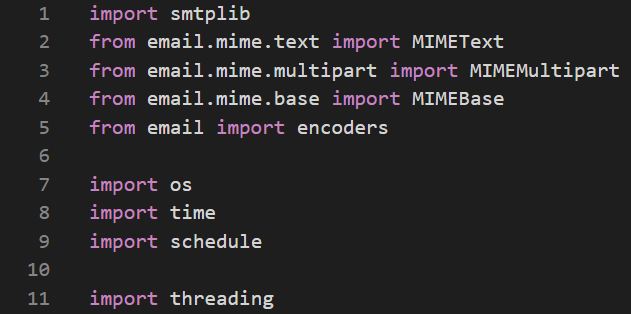 1 import smtplib
2 from email.mime.text import MIMEText
3 from email.mime.multipart import MIMEMultipart
4 from email.mime.base import MIMEBase
5 from email import encoders
6
7 import os
8 import time
9 import schedule
10
11 import threading